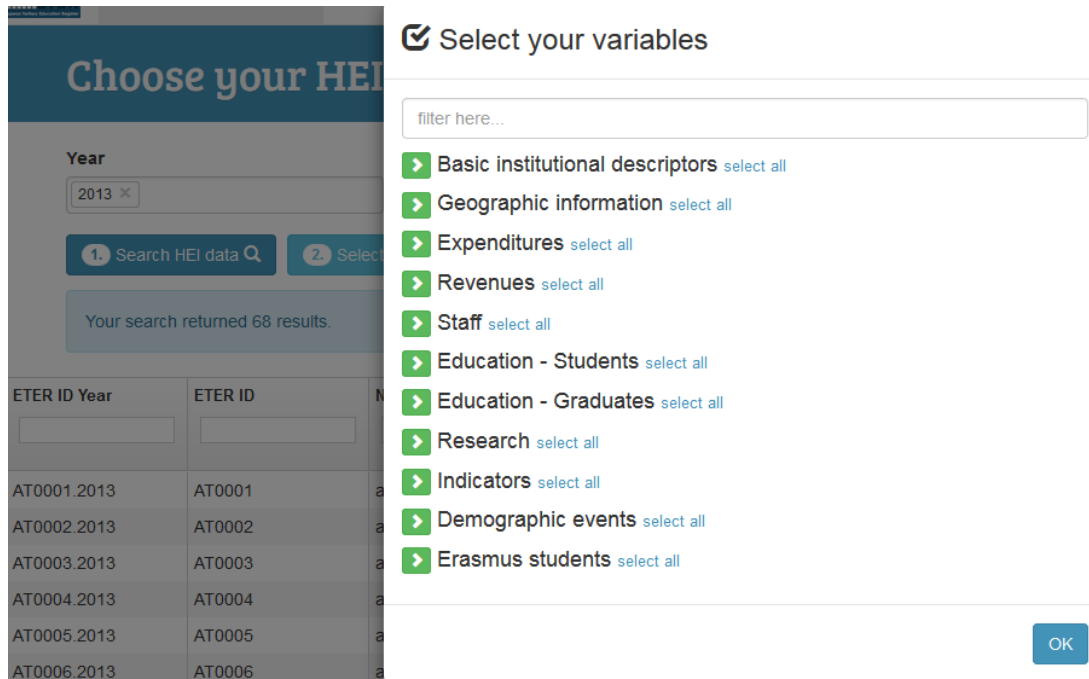 European Tertiary Education Register
Choose your HEI
Year
2013 ×
1. Search HEI data
2. Select
Your search returned 68 results.
ETER ID Year ETER ID N
AT0001.2013 AT0001 a
AT0002.2013 AT0002 a
AT0003.2013 AT0003 a
AT0004.2013 AT0004 a
AT0005.2013 AT0005 a
AT0006.2013 AT0006 a
Select your variables
filter here...
Basic institutional descriptors select all
Geographic information select all
Expenditures select all
Revenues select all
Staff select all
Education - Students select all
Education - Graduates select all
Research select all
Indicators select all
Demographic events select all
Erasmus students select all
OK